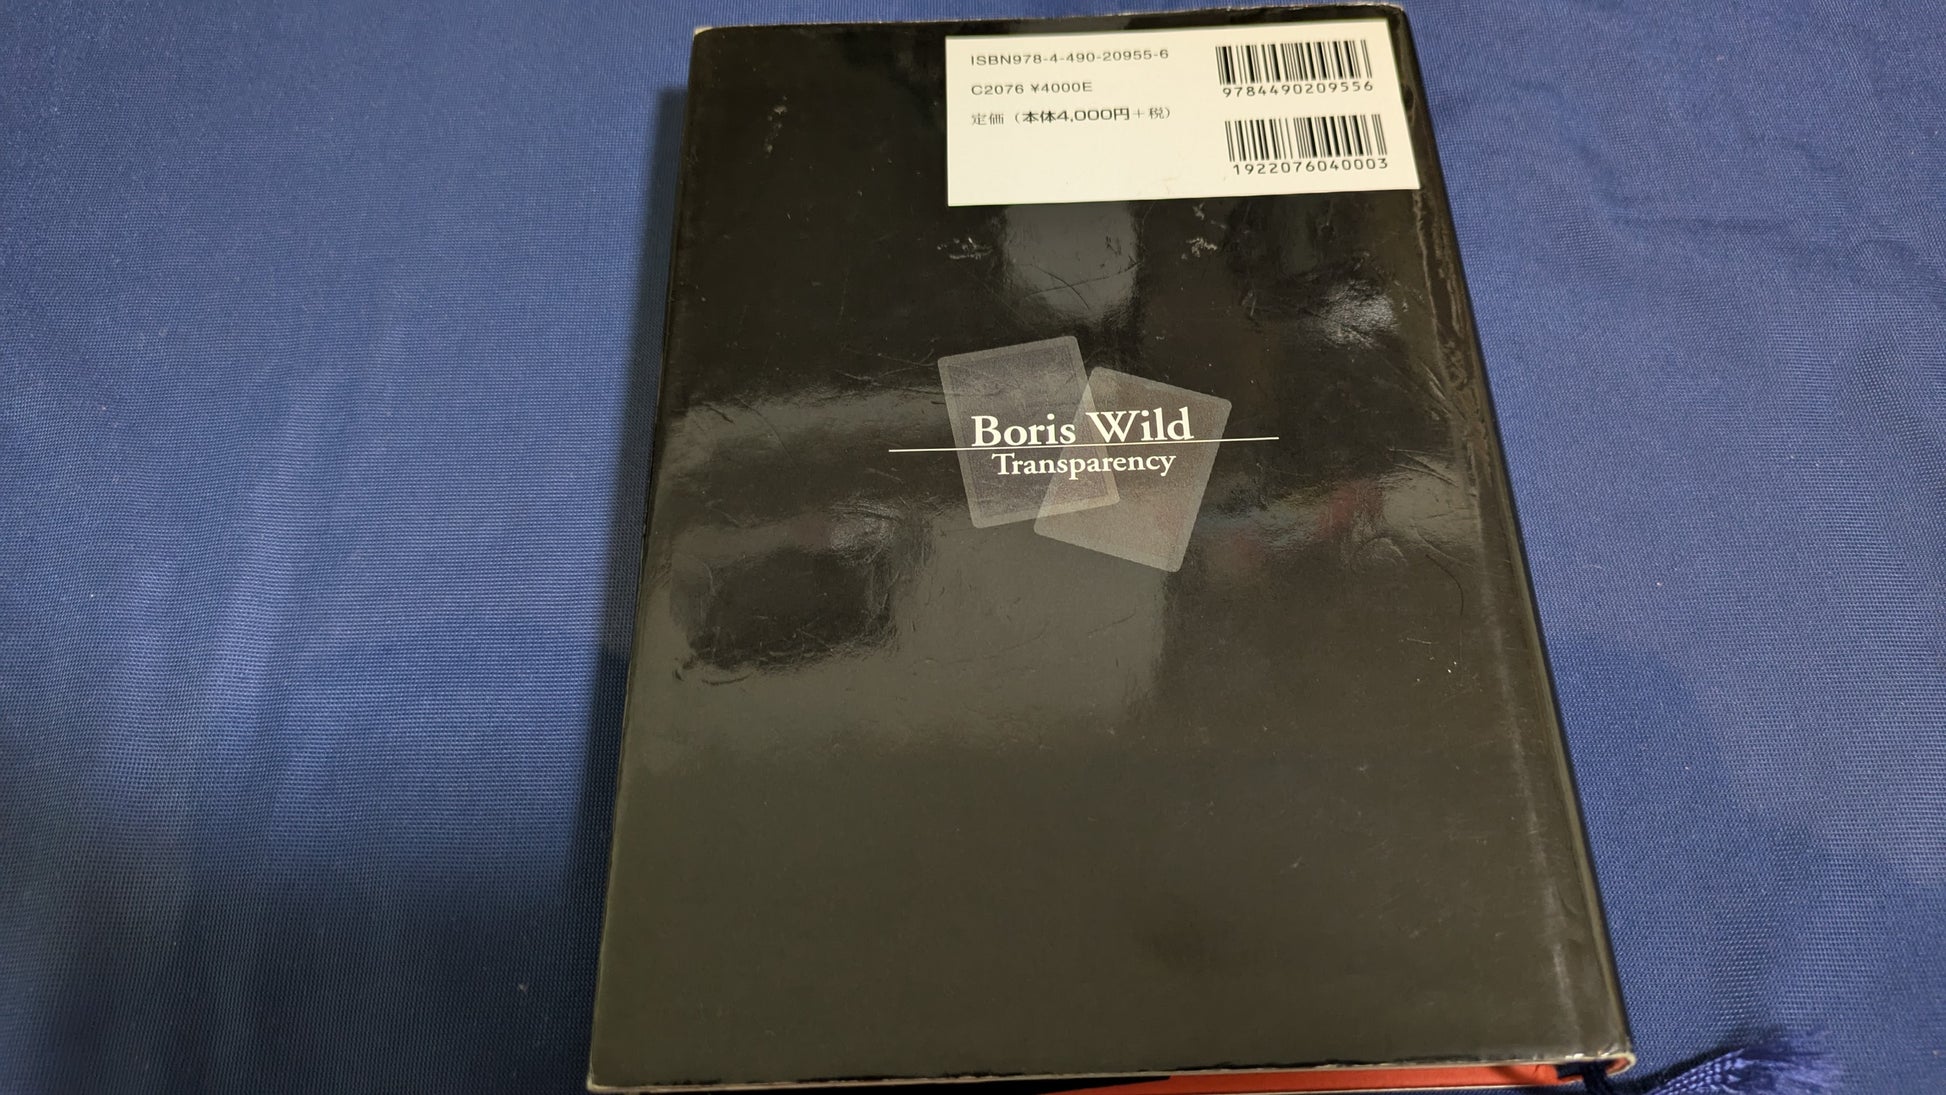 ISBN978-4-490-20955-6
C2076 ¥4000E
定価（本体4,000円＋税）
9784490209556
1922076040003
Boris Wild
Transparency